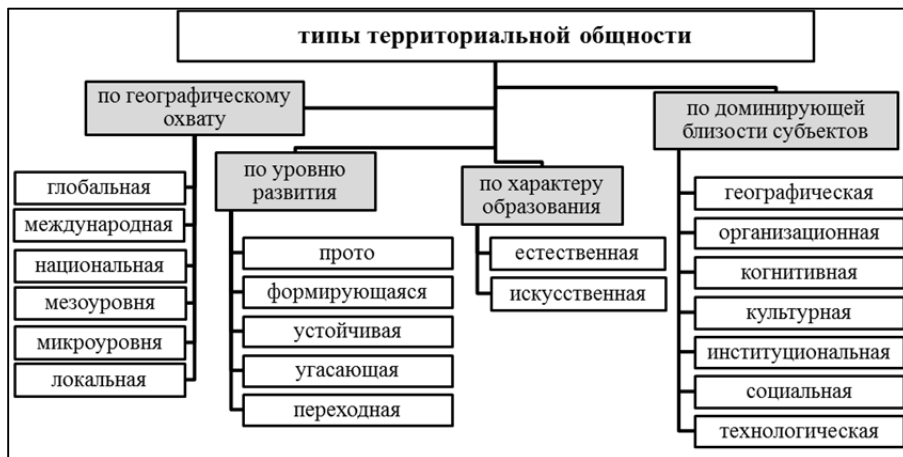 типы территориальной общности
по географическому
охвату
глобальная
международная
национальная
мезоуровня
микроуровня
локальная
по уровню
развития
прото
формирующаяся
устойчивая
угасающая
переходная
по характеру
образования
естественная
искусственная
по доминирующей
близости субъектов
географическая
организационная
когнитивная
культурная
институциональная
социальная
технологическая